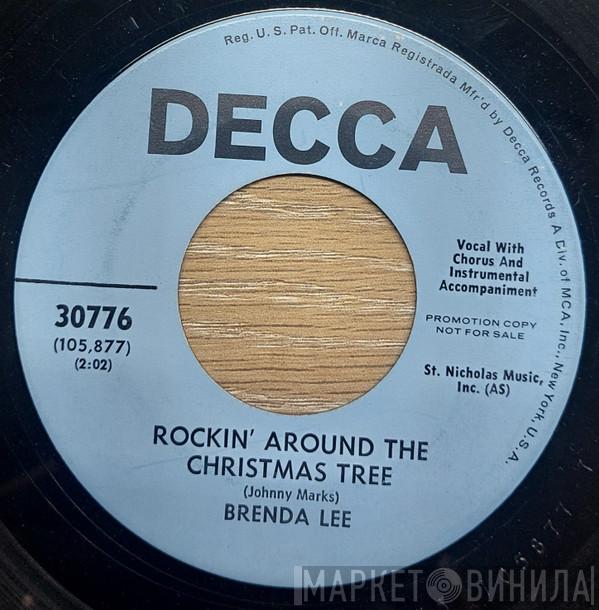 Reg. U.S. Pat. Off. Marca Registrada Mfr'd by Decca Records A Div. of MCA, Inc., New York, U.S.A.
DECCA
Vocal With
Chorus And
Instrumental
Accompaniment
30776
(105,877)
(2:02)
PROMOTION COPY
NOT FOR SALE
St. Nicholas Music,
Inc. (AS)
ROCKIN' AROUND THE
CHRISTMAS TREE
(Johnny Marks)
BRENDA LEE
МАРКЕТ ВИНИЛА